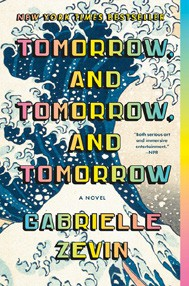 NEW YORK TIMES BESTSELLER
TOMORROW,
AND
TOMORROW,
AND
TOMORROW
"Both serious art
and immersive
entertainment."
—NPR
A NOVEL
GABRIELLE
ZEVIN